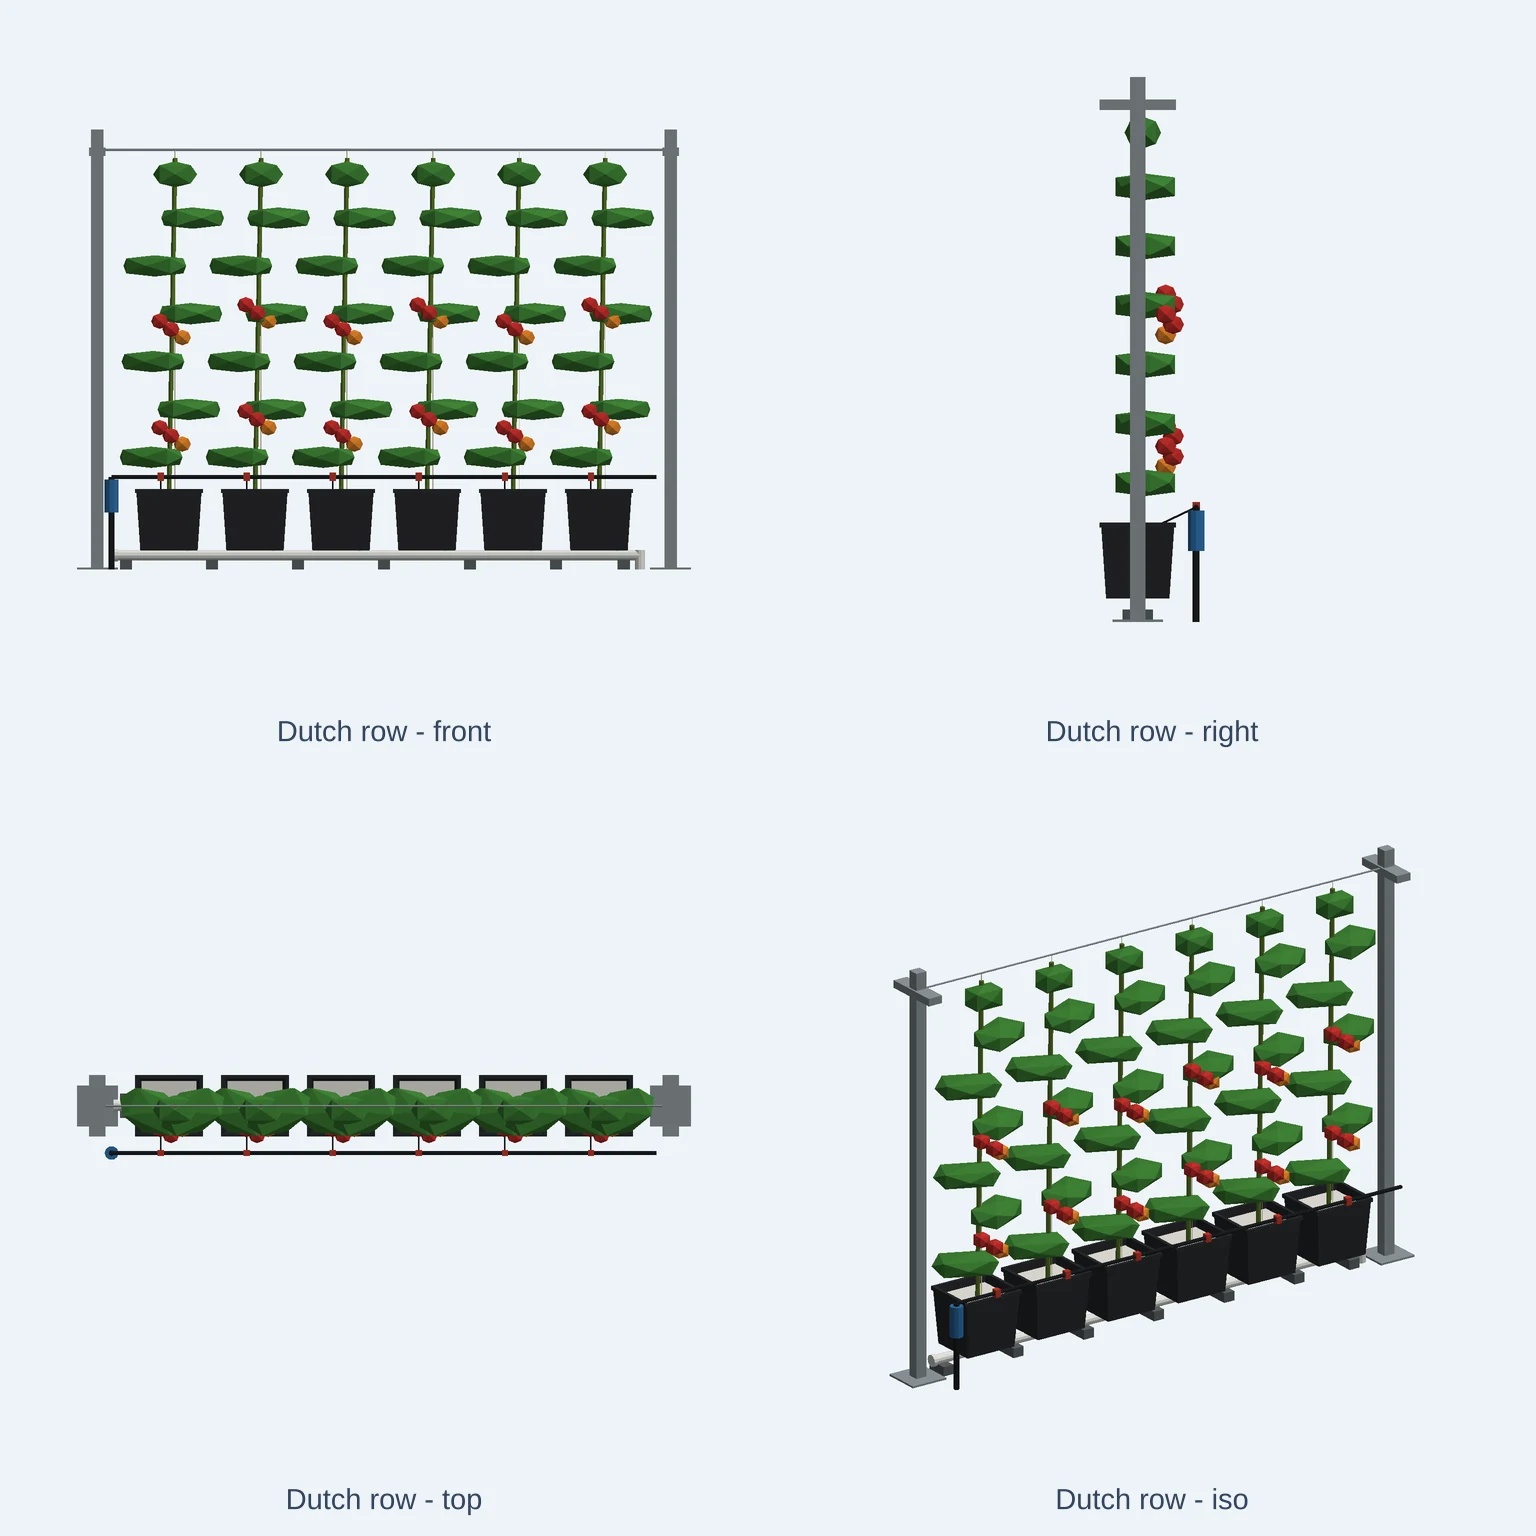 Dutch row - front
Dutch row - right
Dutch row - top
Dutch row - iso